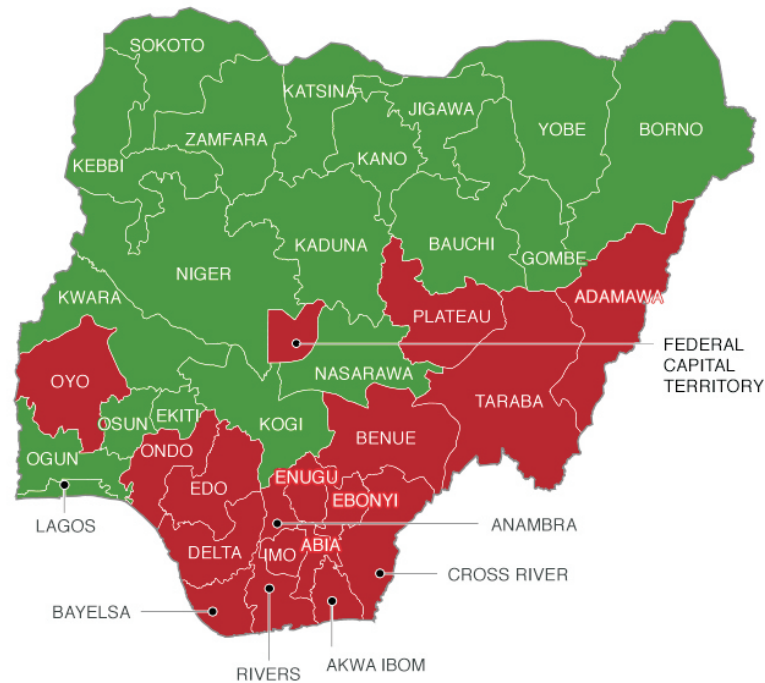 SOKOTO
KATSINA
JIGAWA
YOBE
BORNO
ZAMFARA
KANO
KEBBI
KADUNA
BAUCHI
GOMBE
NIGER
KWARA
ADAMAWA
PLATEAU
FEDERAL
CAPITAL
TERRITORY
NASARAWA
OYO
TARABA
OSUN
EKITI
KOGI
BENUE
ONDO
OGUN
EDO
ENUGU
EBONYI
LAGOS
ANAMBRA
DELTA
IMO
ABIA
CROSS RIVER
BAYELSA
RIVERS
AKWA IBOM